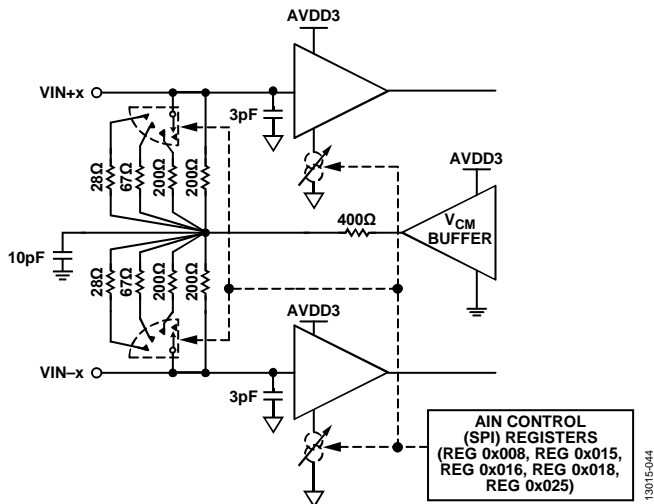 AVDD3
VIN+x
3pF
28Ω
67Ω
200Ω
200Ω
AVDD3
400Ω
VCM
BUFFER
10pF
28Ω
67Ω
200Ω
200Ω
AVDD3
VIN–x
3pF
AIN CONTROL
(SPI) REGISTERS
(REG 0x008, REG 0x015,
REG 0x016, REG 0x018,
REG 0x025)
13015-044